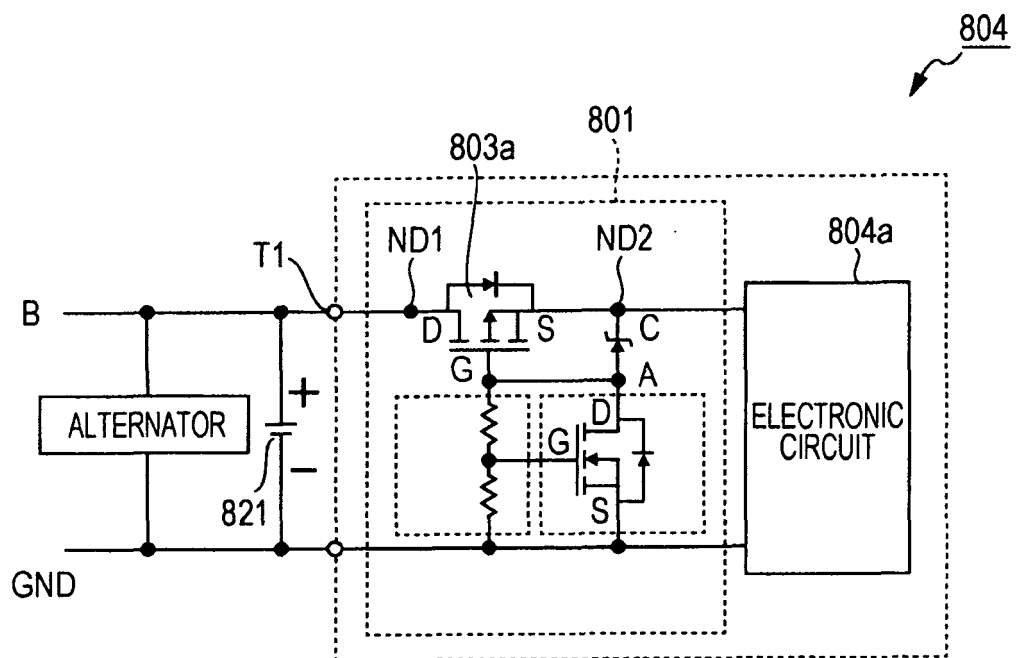 804
801
803a
ND1
ND2
804a
T1
B
D
S
C
G
A
ALTERNATOR
+
-
821
D
G
S
ELECTRONIC
CIRCUIT
GND